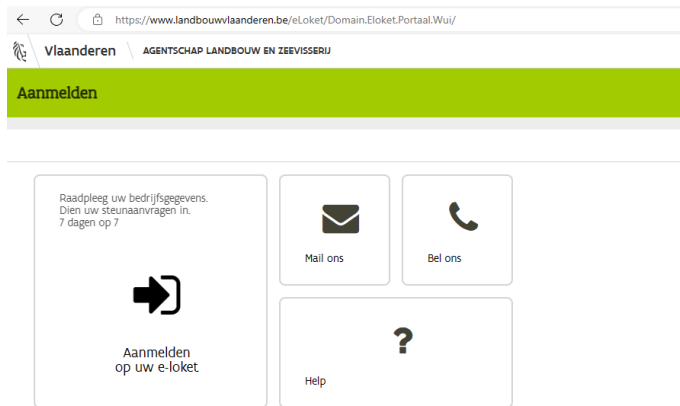 https://www.landbouwvlaanderen.be/eLoket/Domain.Eloket.Portaal.Wui/
Vlaanderen
AGENTSCHAP LANDBOUW EN ZEEVISSERIJ
Aanmelden
Raadpleeg uw bedrijfsgegevens.
Dien uw steunaanvragen in.
7 dagen op 7
Aanmelden
op uw e-loket
Mail ons
Bel ons
?
Help